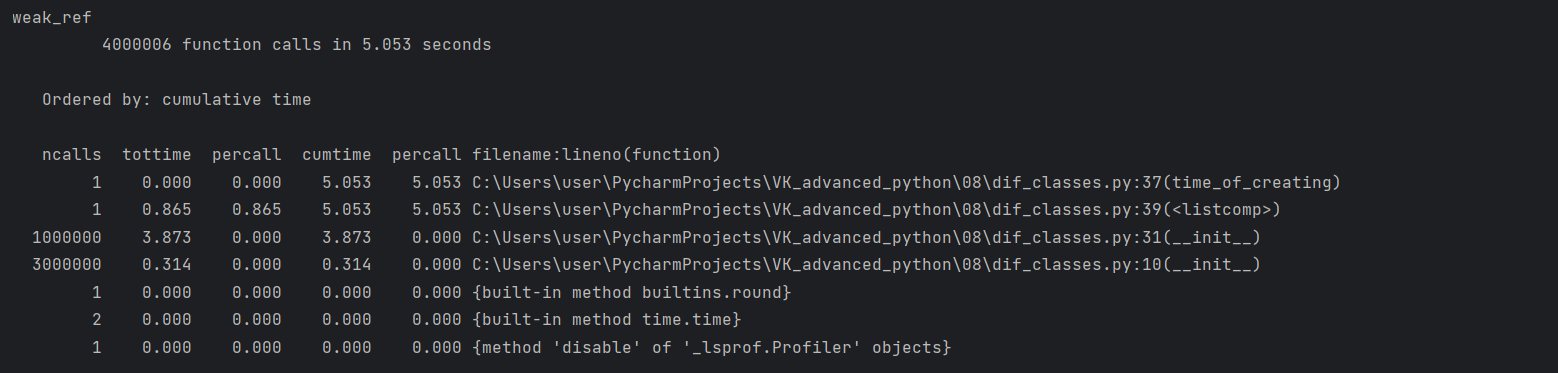 weak_ref
4000006 function calls in 5.053 seconds
Ordered by: cumulative time
ncalls tottime percall cumtime percall filename:lineno(function)
1 0.000 0.000 5.053 5.053 C:\Users\user\PycharmProjects\VK_advanced_python\08\dif_classes.py:37(time_of_creating)
1 0.865 0.865 5.053 5.053 C:\Users\user\PycharmProjects\VK_advanced_python\08\dif_classes.py:39(<listcomp>)
1000000 3.873 0.000 3.873 0.000 C:\Users\user\PycharmProjects\VK_advanced_python\08\dif_classes.py:31(__init__)
3000000 0.314 0.000 0.314 0.000 C:\Users\user\PycharmProjects\VK_advanced_python\08\dif_classes.py:10(__init__)
1 0.000 0.000 0.000 0.000 {built-in method builtins.round}
2 0.000 0.000 0.000 0.000 {built-in method time.time}
1 0.000 0.000 0.000 0.000 {method 'disable' of '_lsprof.Profiler' objects}